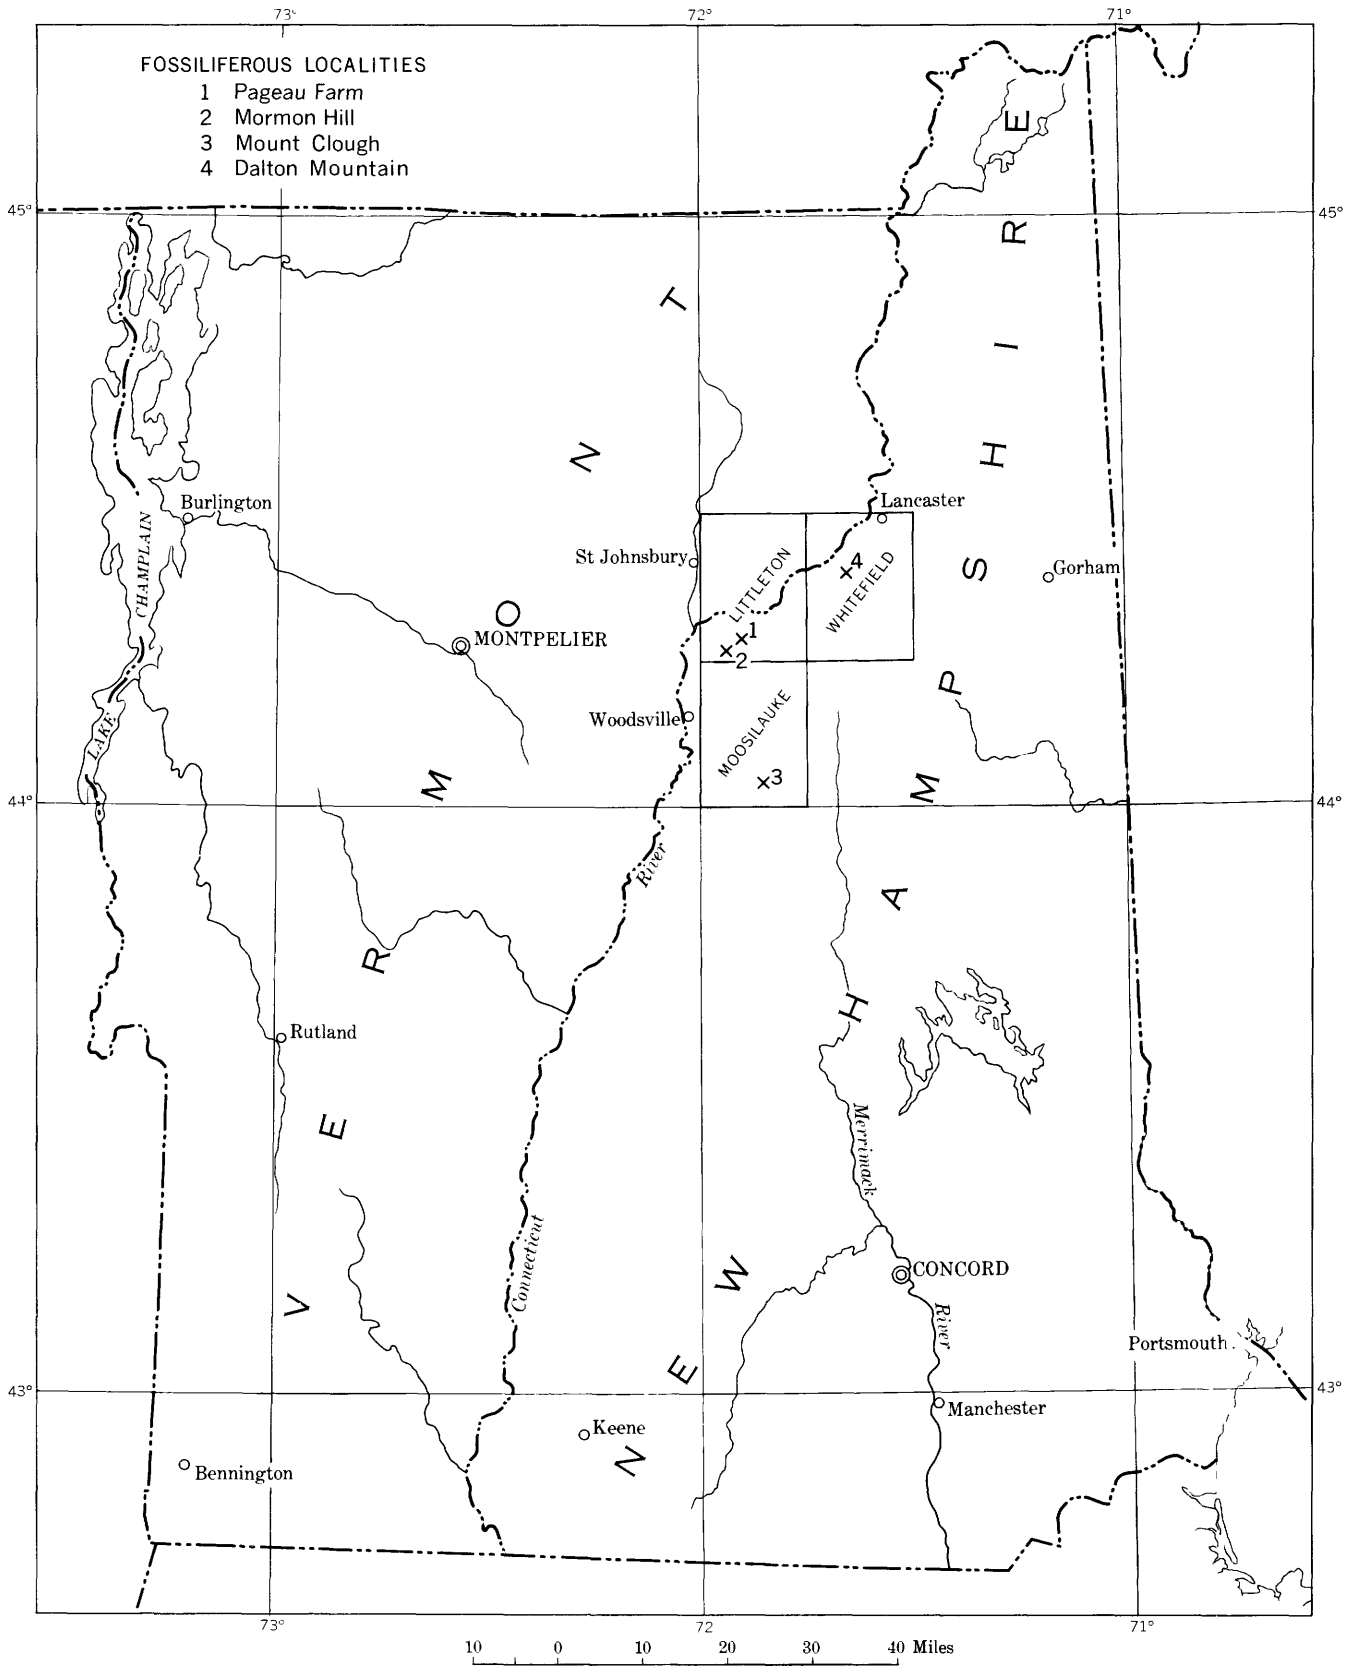 73° 72° 71°
FOSSILIFEROUS LOCALITIES
1 Pageau Farm
2 Mormon Hill
3 Mount Clough
4 Dalton Mountain
45° 45°
Burlington
Lancaster
St Johnsbury
LITTLETON
WHITEFIELD
4
Gorham
LAKE CHAMPLAIN
MONTPELIER
1
2
Woodsville
MOOSILAUKE
3
44° 44°
VERMONT
NEW HAMPSHIRE
Connecticut River
Rutland
Merrimack River
CONCORD
Portsmouth
43° 43°
Manchester
Keene
Bennington
73° 72 71°
10 0 10 20 30 40 Miles